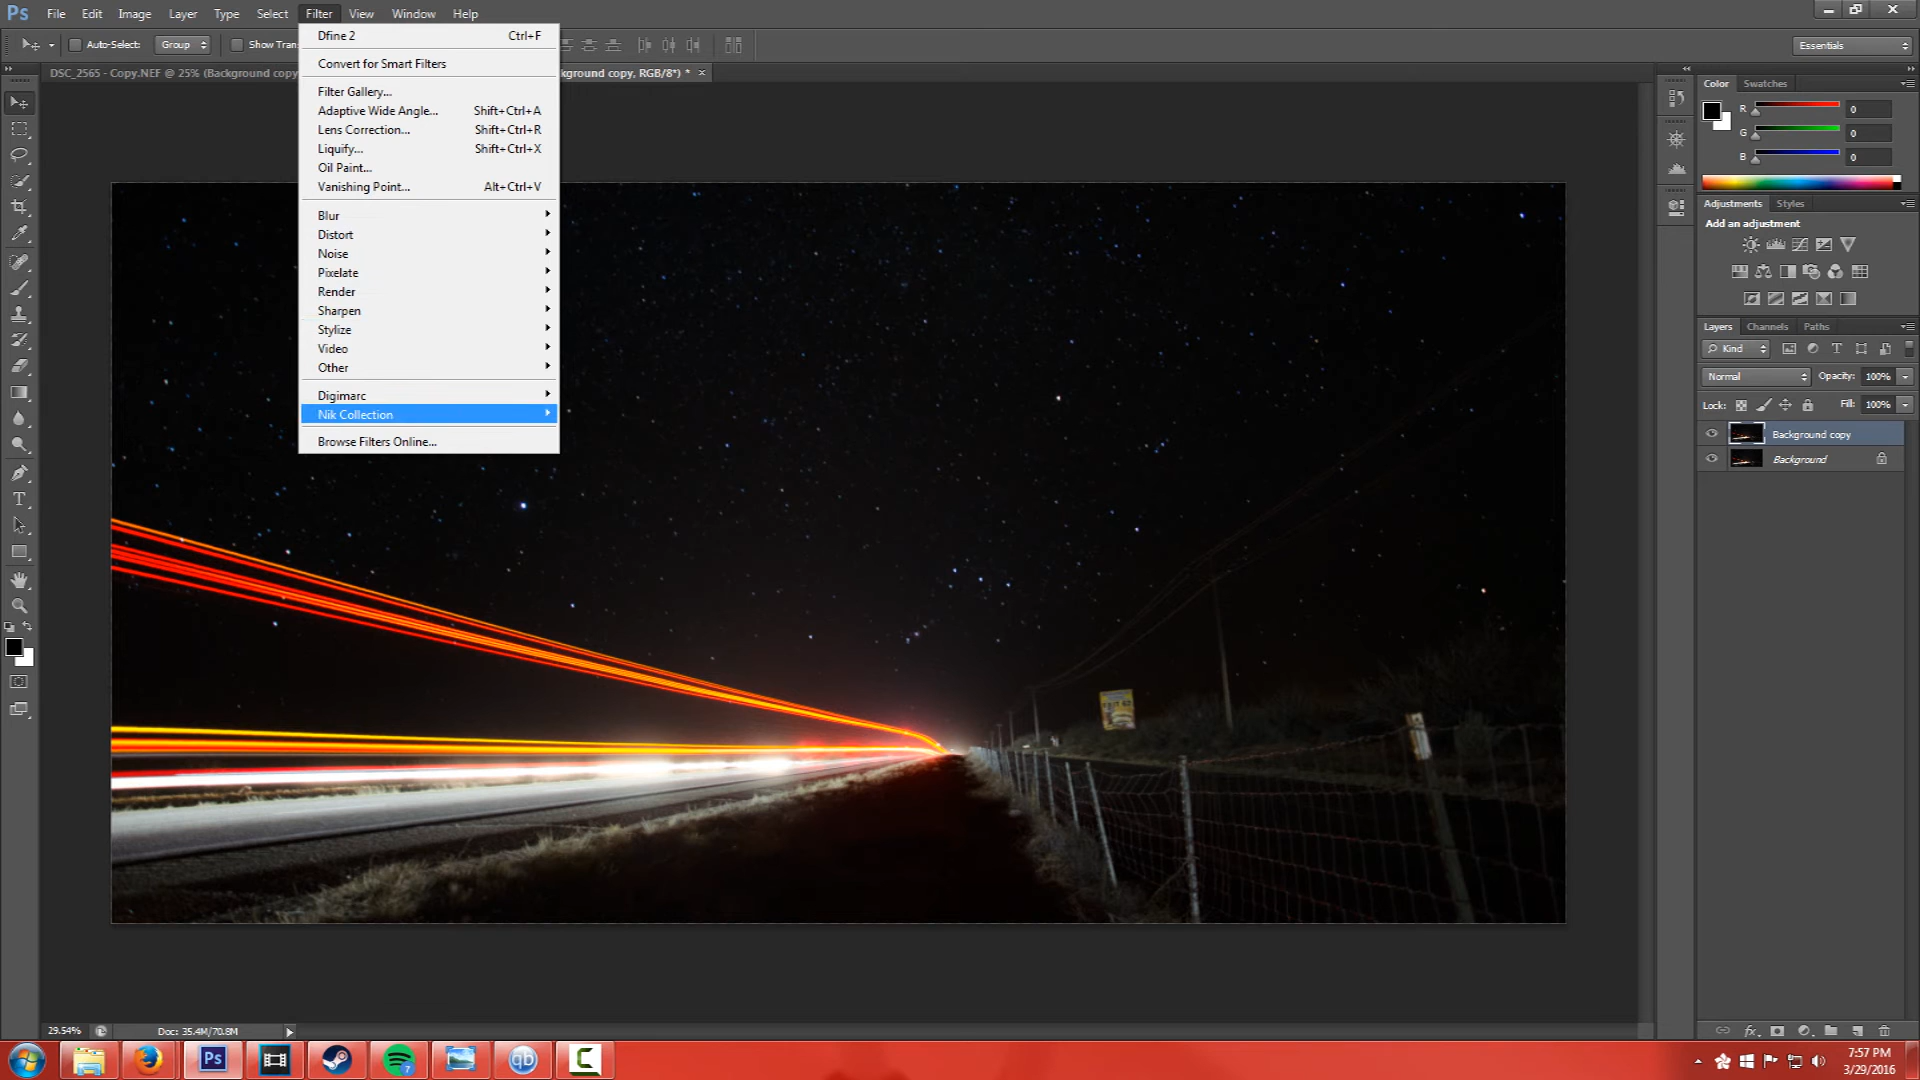 Ps File Edit Image Layer Type Select Filter View Window Help
Auto-Select: Group Show Tran
Essentials
DSC_2565 - Copy.NEF @ 25% (Background copy
kground copy, RGB/8*) * ×
Dfine 2 Ctrl+F
Convert for Smart Filters
Filter Gallery...
Adaptive Wide Angle... Shift+Ctrl+A
Lens Correction... Shift+Ctrl+R
Liquify... Shift+Ctrl+X
Oil Paint...
Vanishing Point... Alt+Ctrl+V
Blur
Distort
Noise
Pixelate
Render
Sharpen
Stylize
Video
Other
Digimarc
Nik Collection
Browse Filters Online...
Color Swatches
R 0
G 0
B 0
Adjustments Styles
Add an adjustment
Layers Channels Paths
Kind
Normal Opacity: 100%
Lock: Fill: 100%
Background copy
Background
29.54% Doc: 35.4M/70.8M
Ps
7
qb
C
7:57 PM
3/29/2016